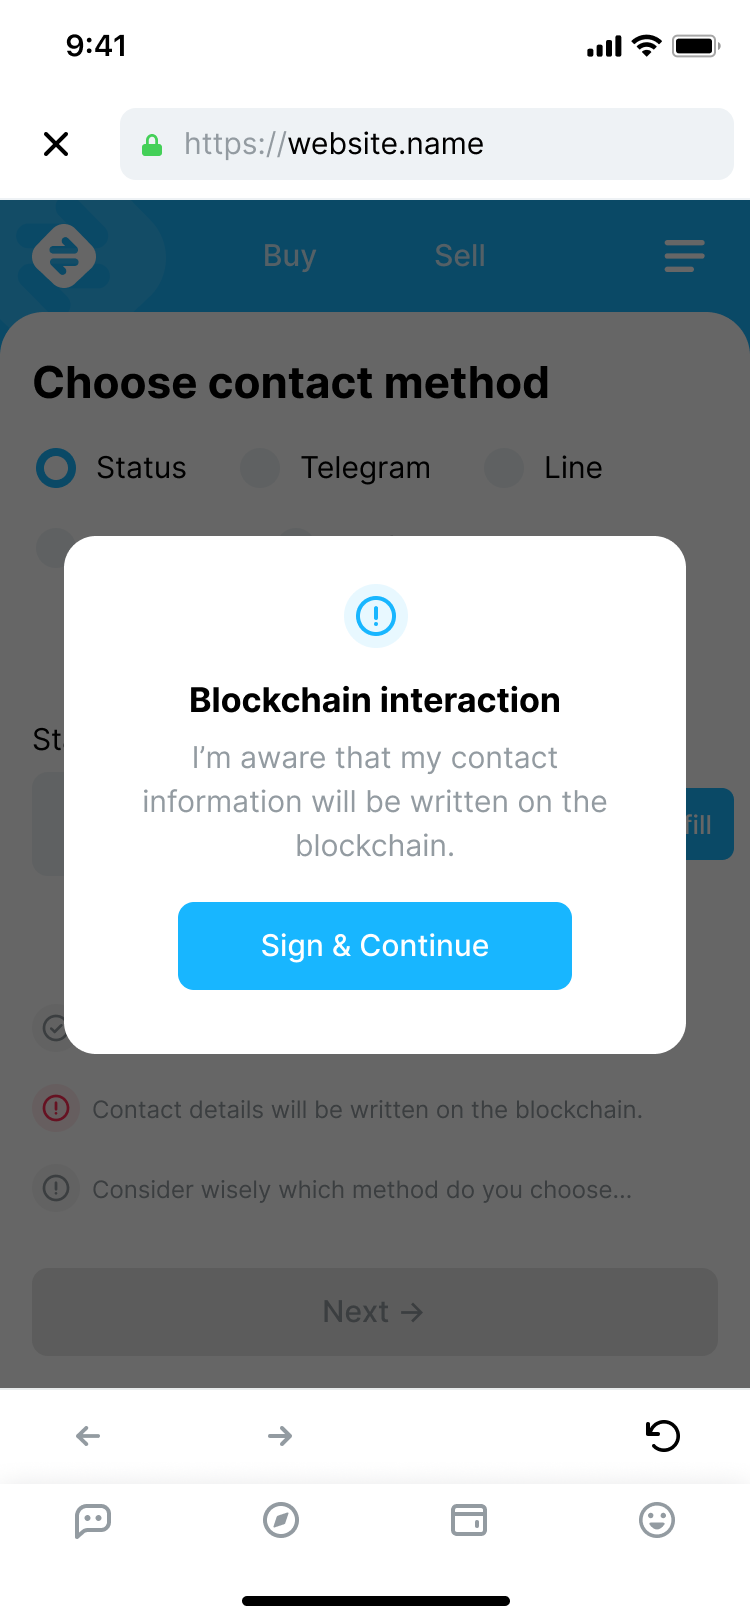 9:41
https://website.name
Buy
Sell
Choose contact method
Status
Telegram
Line
Blockchain interaction
I’m aware that my contact
information will be written on the
blockchain.
Sign & Continue
Contact details will be written on the blockchain.
Consider wisely which method do you choose...
Next →